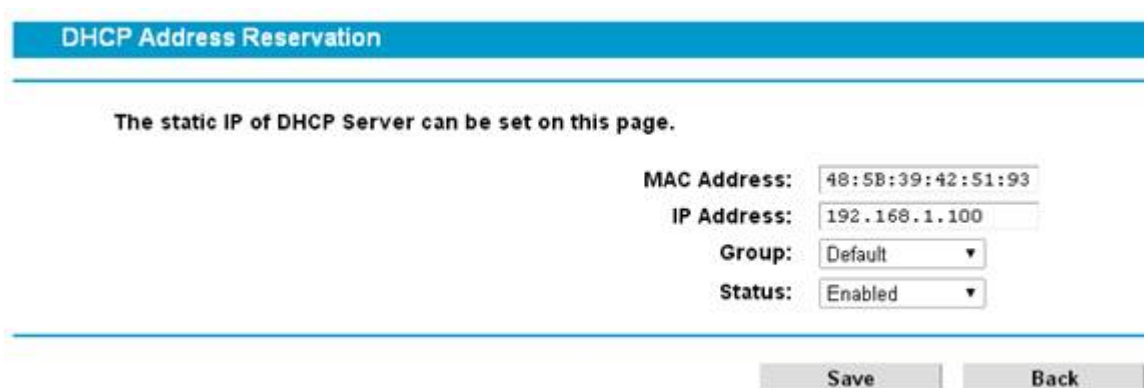 DHCP Address Reservation
The static IP of DHCP Server can be set on this page.
MAC Address: 48:5B:39:42:51:93
IP Address: 192.168.1.100
Group: Default
Status: Enabled
Save Back